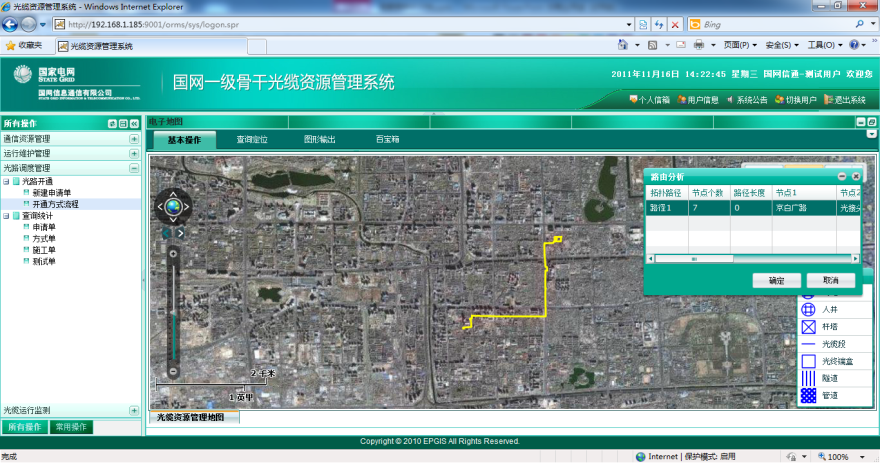 光缆资源管理系统 - Windows Internet Explorer
http://192.168.1.185:9001/orms/sys/logon.spr
Bing
收藏夹
光缆资源管理系统
页面(P)
安全(S)
工具(O)
国家电网
STATE GRID
国网信息通信有限公司
国网一级骨干光缆资源管理系统
2011年11月16日 14:22:45 星期三 国网信通-测试用户 欢迎您
个人信箱 用户信息 系统公告 切换用户 退出系统
所有操作
通信资源管理
运行维护管理
光路调度管理
光路开通
新建申请单
开通方式流程
查询统计
申请单
方式单
施工单
测试单
光缆运行监测
所有操作 常用操作
电子地图
基本操作 查询定位 图形输出 百宝箱
2 千米
1 英里
路由分析
拓扑路径 节点个数 路径长度 节点1 节点2
路径1 7 0 京白广路
确定 取消
人井
杆塔
光缆段
光终端盒
隧道
管道
光缆资源管理地图
Copyright © 2010 EPGIS All Rights Reserved.
完成
Internet | 保护模式: 启用
100%